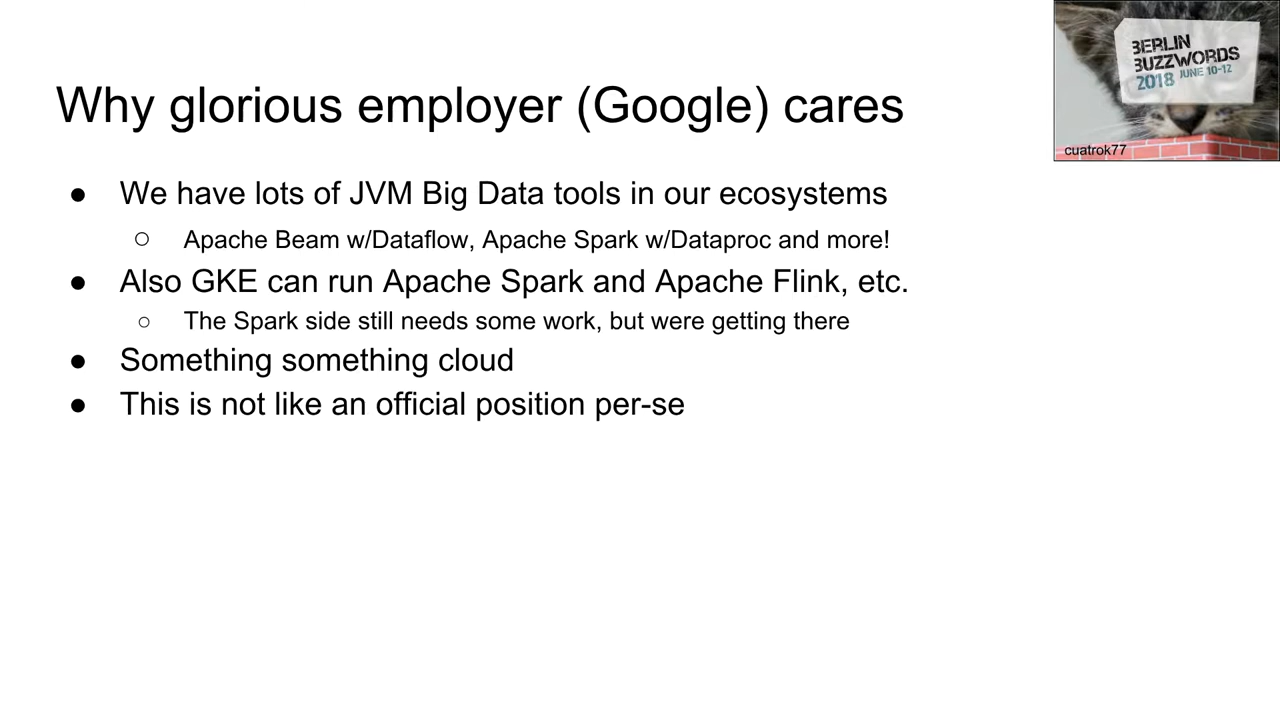 Why glorious employer (Google) cares
BERLIN
BUZZWORDS
2018 JUNE 10-12
cuatrok77
● We have lots of JVM Big Data tools in our ecosystems
○ Apache Beam w/Dataflow, Apache Spark w/Dataproc and more!
● Also GKE can run Apache Spark and Apache Flink, etc.
○ The Spark side still needs some work, but were getting there
● Something something cloud
● This is not like an official position per-se